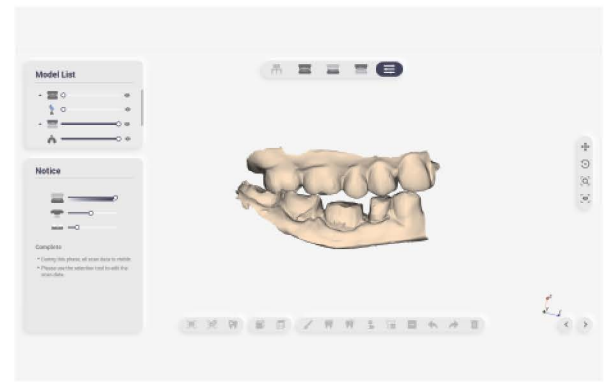 Model List
Notice
Complete
* During this phase, all scan data is visible.
* Please use the selection tool to edit the
scan data.